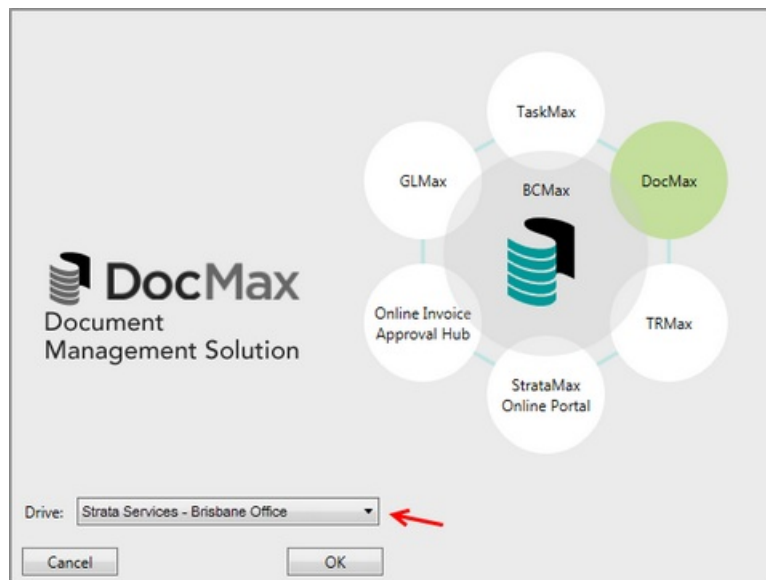 TaskMax
GLMax
BCMax
DocMax
DocMax
Document
Management Solution
Online Invoice
Approval Hub
TRMax
StrataMax
Online Portal
Drive: Strata Services - Brisbane Office
Cancel OK